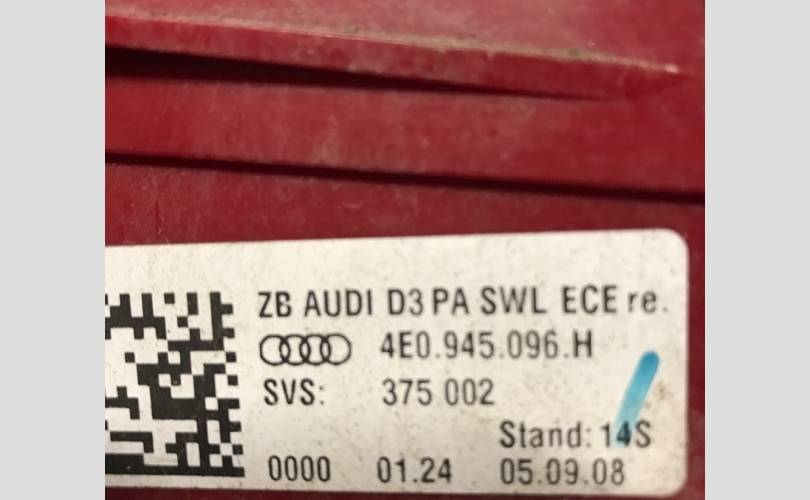 ZB AUDI D3 PA SWL ECE re.
4E0.945.096.H
SVS: 375 002
Stand: 14S
0000 01.24 05.09.08